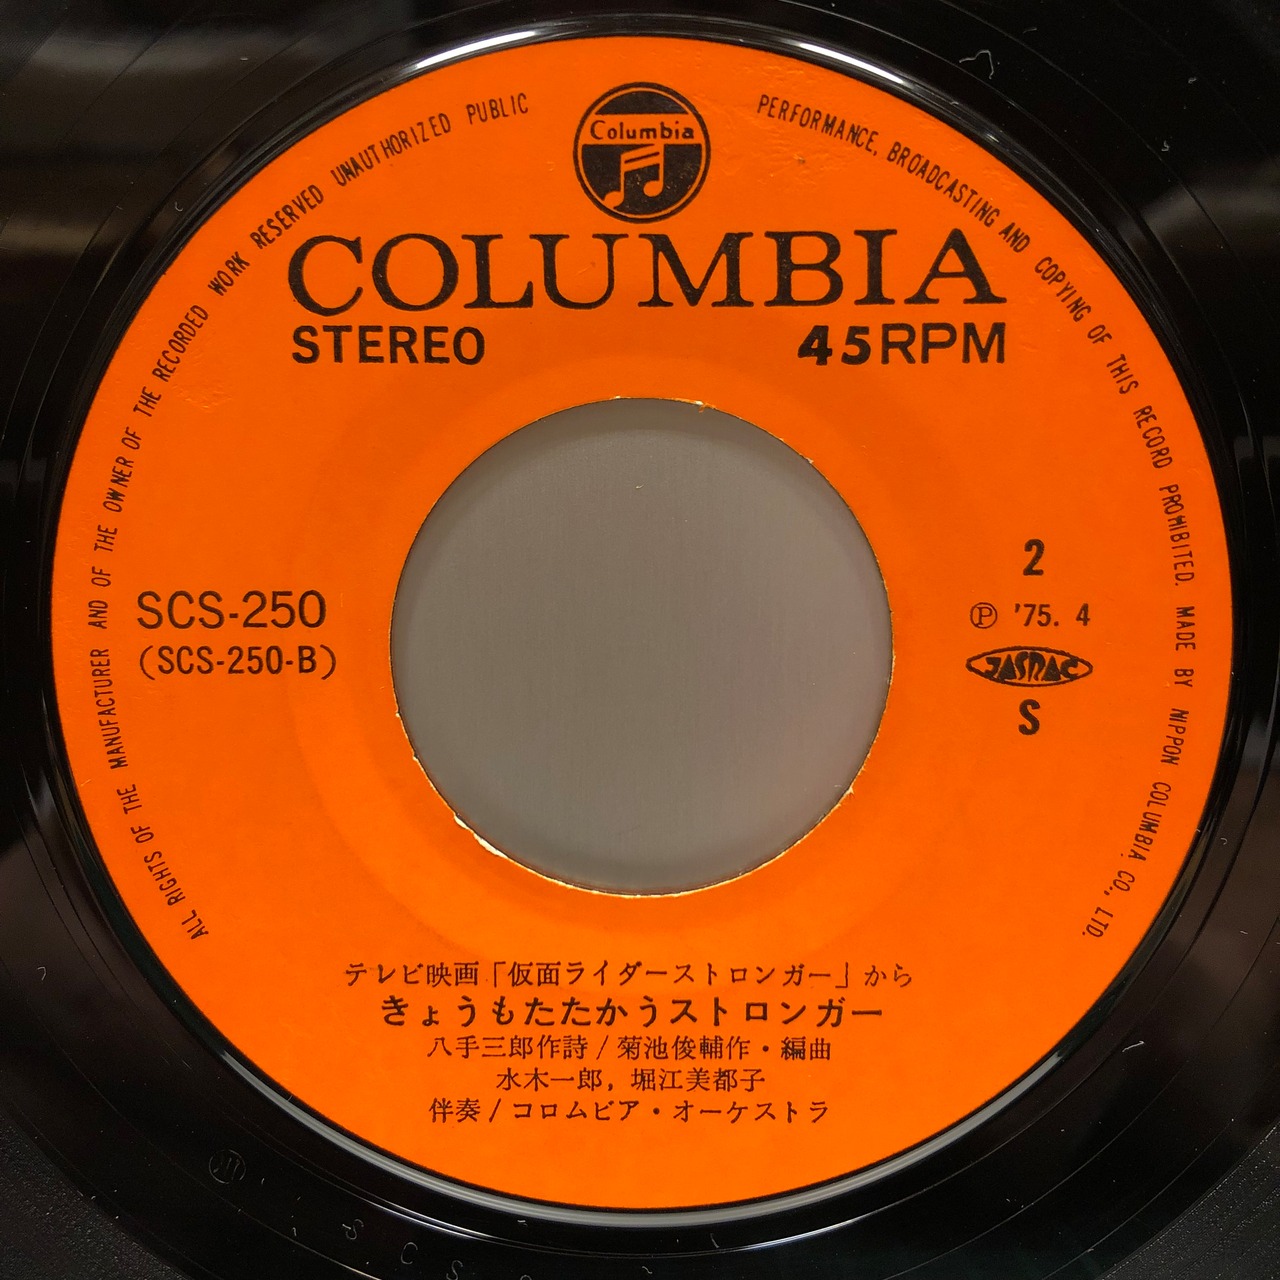 ALL RIGHTS OF THE MANUFACTURER AND OF THE OWNER OF THE RECORDED WORK RESERVED UNAUTHORIZED PUBLIC PERFORMANCE, BROADCASTING AND COPYING OF THIS RECORD PROHIBITED. MADE BY NIPPON COLUMBIA CO., LTD.
Columbia
COLUMBIA
STEREO 45RPM
2
SCS-250 Ⓟ '75. 4
(SCS-250-B) JASRAC
S
テレビ映画「仮面ライダーストロンガー」から
きょうもたたかうストロンガー
八手三郎作詩/菊池俊輔作・編曲
水木一郎, 堀江美都子
伴奏/コロムビア・オーケストラ
S C S